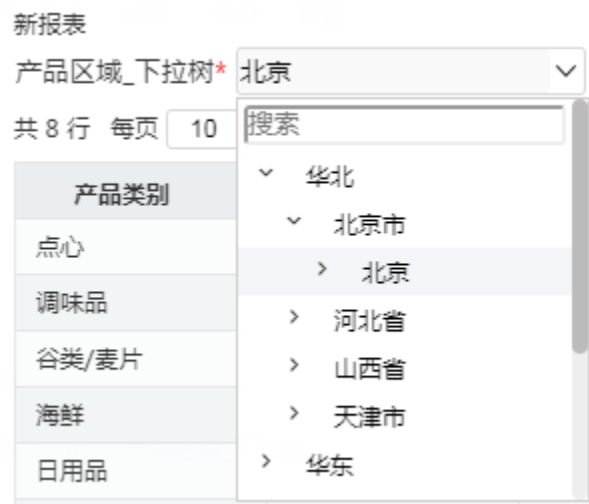 新报表
产品区域_下拉树* 北京
共 8 行 每页 10
搜索
华北
北京市
北京
河北省
山西省
天津市
华东
产品类别
点心
调味品
谷类/麦片
海鲜
日用品